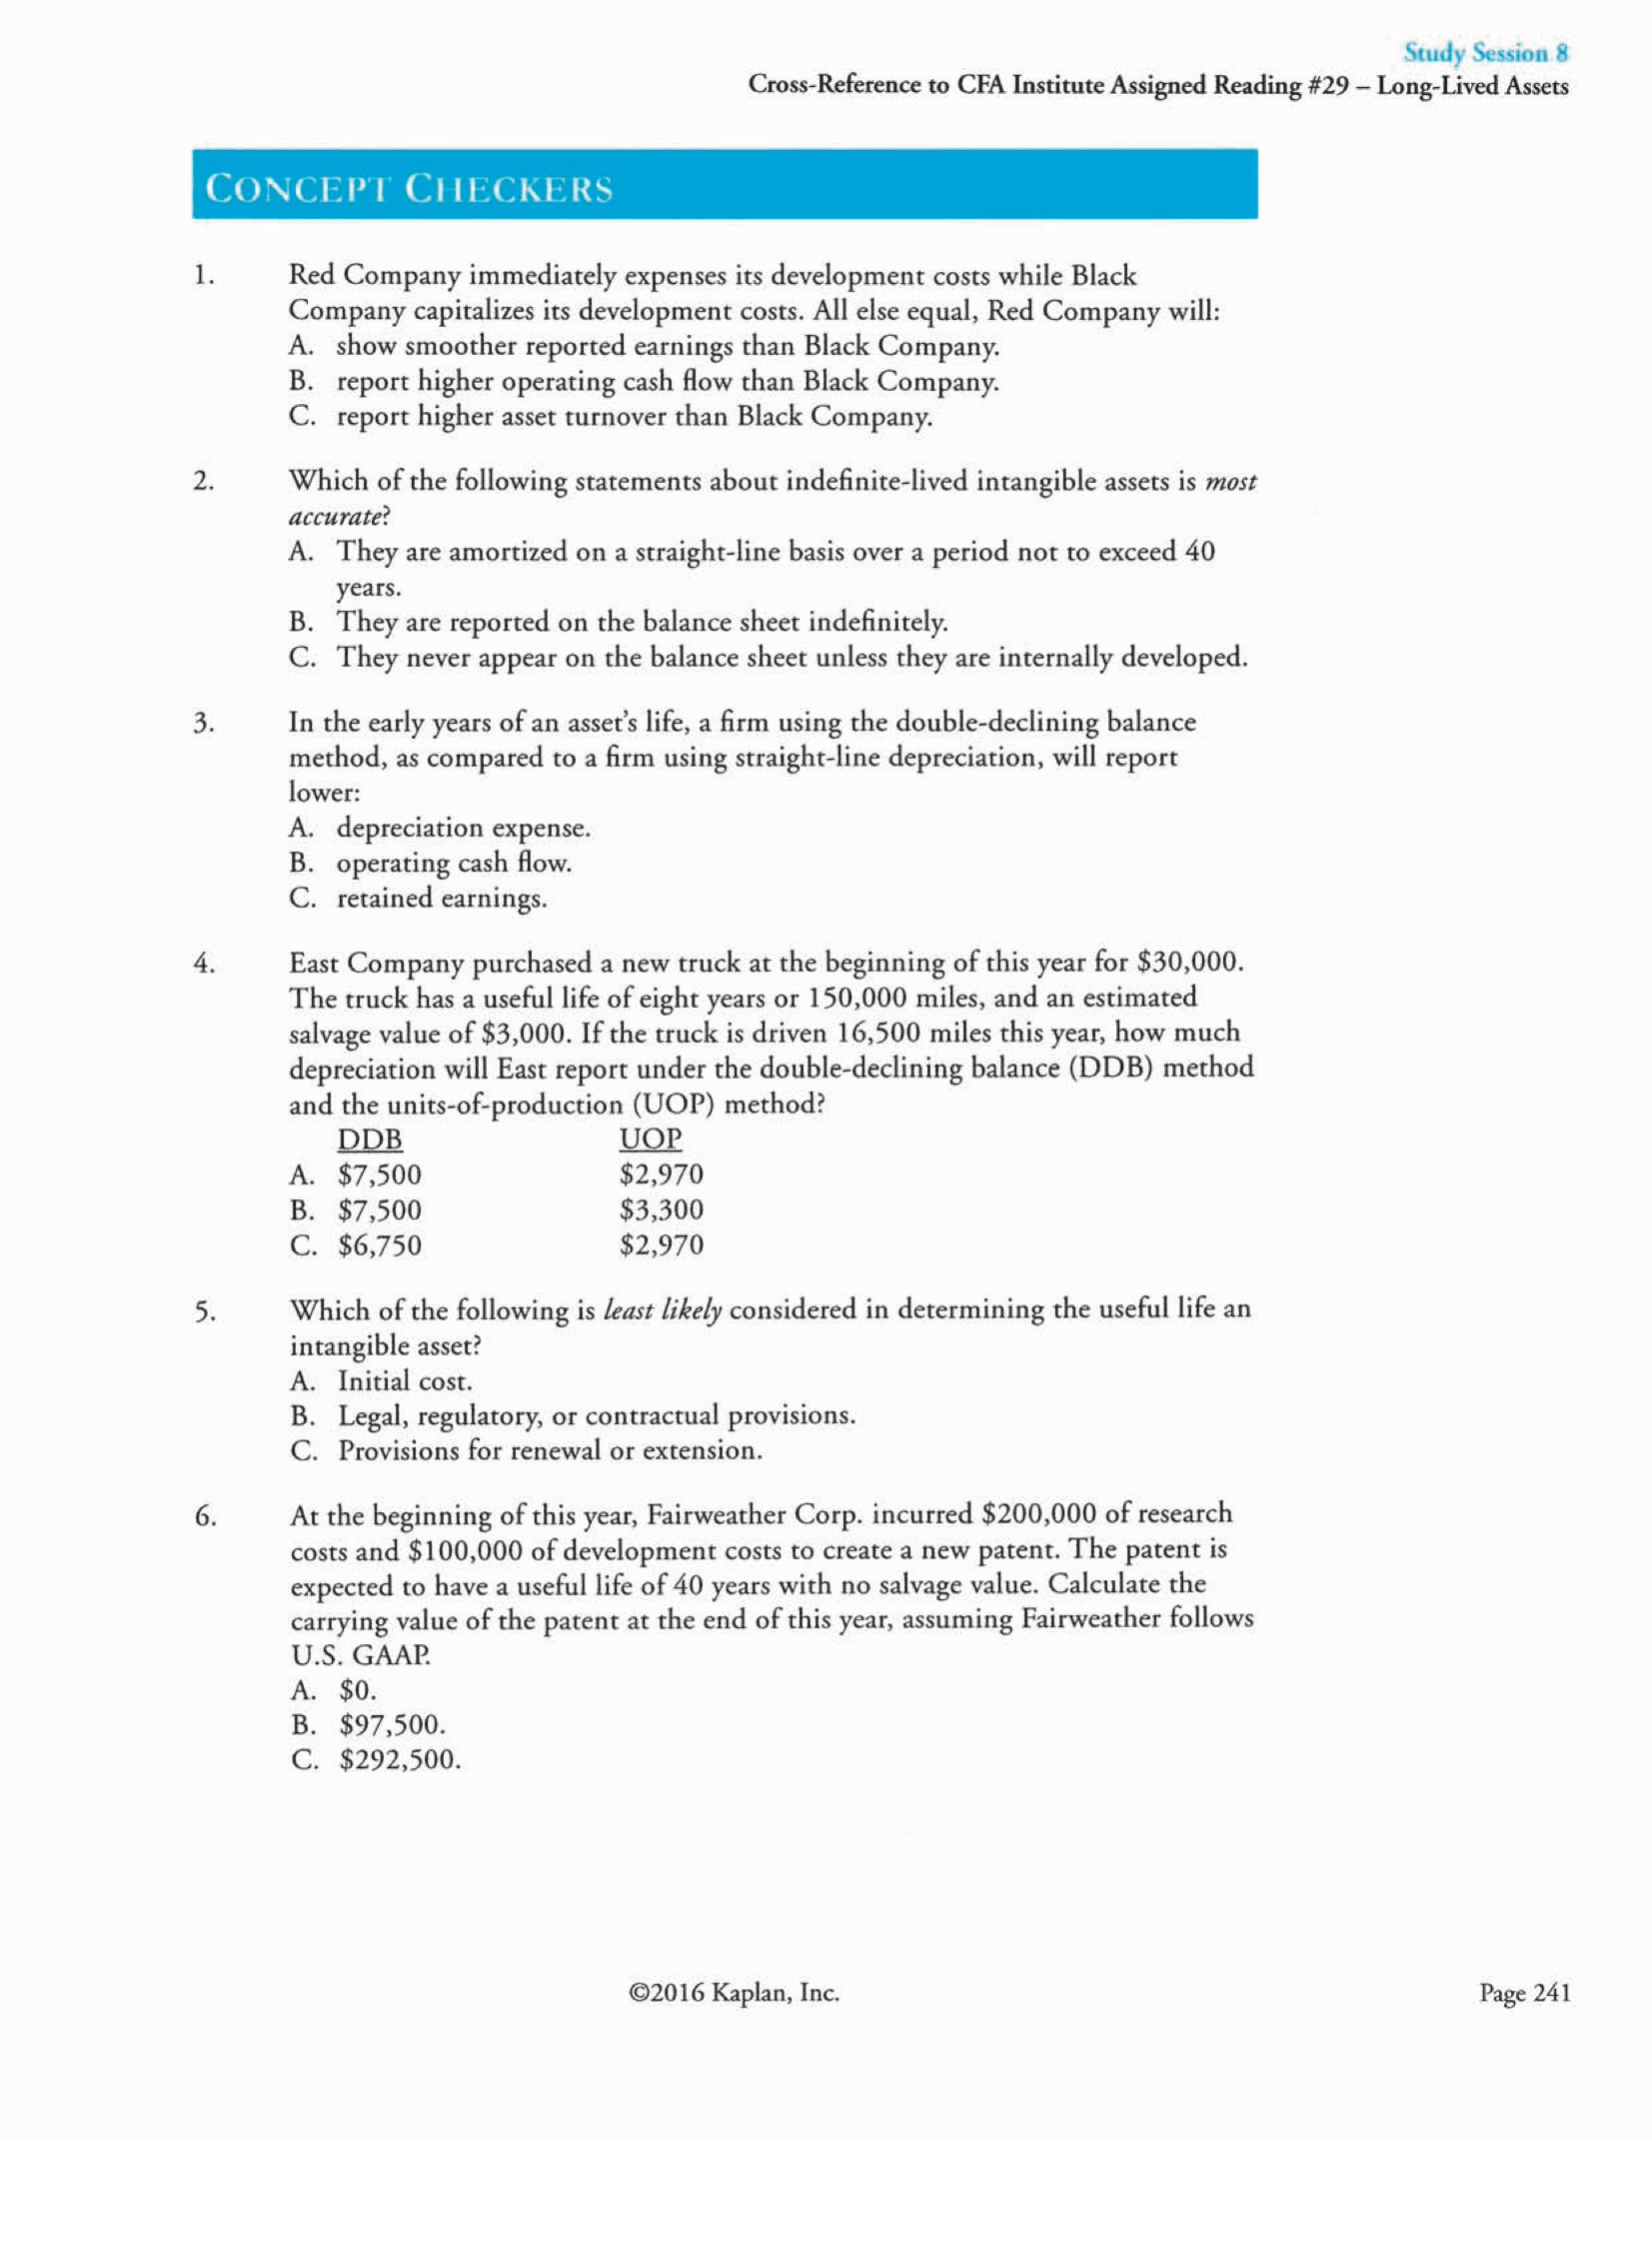 Study Session 8
Cross-Reference to CFA Institute Assigned Reading #29 – Long-Lived Assets
CONCEPT CHECKERS
1. Red Company immediately expenses its development costs while Black
Company capitalizes its development costs. All else equal, Red Company will:
A. show smoother reported earnings than Black Company.
B. report higher operating cash flow than Black Company.
C. report higher asset turnover than Black Company.
2. Which of the following statements about indefinite-lived intangible assets is most
accurate?
A. They are amortized on a straight-line basis over a period not to exceed 40
years.
B. They are reported on the balance sheet indefinitely.
C. They never appear on the balance sheet unless they are internally developed.
3. In the early years of an asset's life, a firm using the double-declining balance
method, as compared to a firm using straight-line depreciation, will report
lower:
A. depreciation expense.
B. operating cash flow.
C. retained earnings.
4. East Company purchased a new truck at the beginning of this year for $30,000.
The truck has a useful life of eight years or 150,000 miles, and an estimated
salvage value of $3,000. If the truck is driven 16,500 miles this year, how much
depreciation will East report under the double-declining balance (DDB) method
and the units-of-production (UOP) method?
DDB UOP
A. $7,500 $2,970
B. $7,500 $3,300
C. $6,750 $2,970
5. Which of the following is least likely considered in determining the useful life an
intangible asset?
A. Initial cost.
B. Legal, regulatory, or contractual provisions.
C. Provisions for renewal or extension.
6. At the beginning of this year, Fairweather Corp. incurred $200,000 of research
costs and $100,000 of development costs to create a new patent. The patent is
expected to have a useful life of 40 years with no salvage value. Calculate the
carrying value of the patent at the end of this year, assuming Fairweather follows
U.S. GAAP.
A. $0.
B. $97,500.
C. $292,500.
©2016 Kaplan, Inc.
Page 241